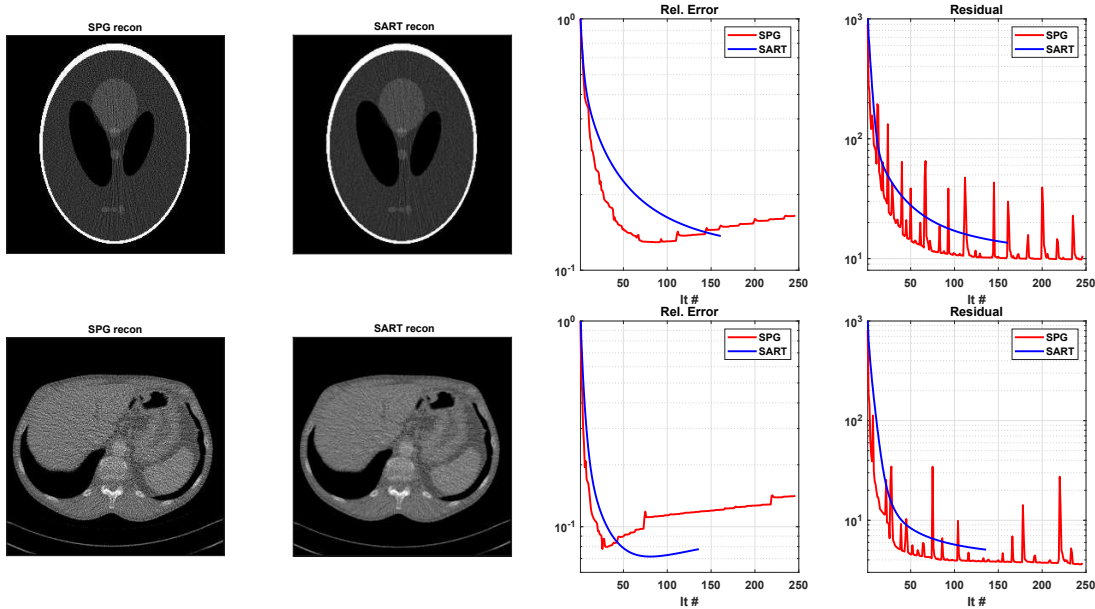 SPG recon
SART recon
Rel. Error
Residual
SPG
SART
SPG
SART
10^0
10^-1
50
100
150
200
250
It #
10^3
10^2
10^1
50
100
150
200
250
It #
SPG recon
SART recon
Rel. Error
Residual
SPG
SART
SPG
SART
10^0
10^-1
50
100
150
200
250
It #
10^3
10^2
10^1
50
100
150
200
250
It #